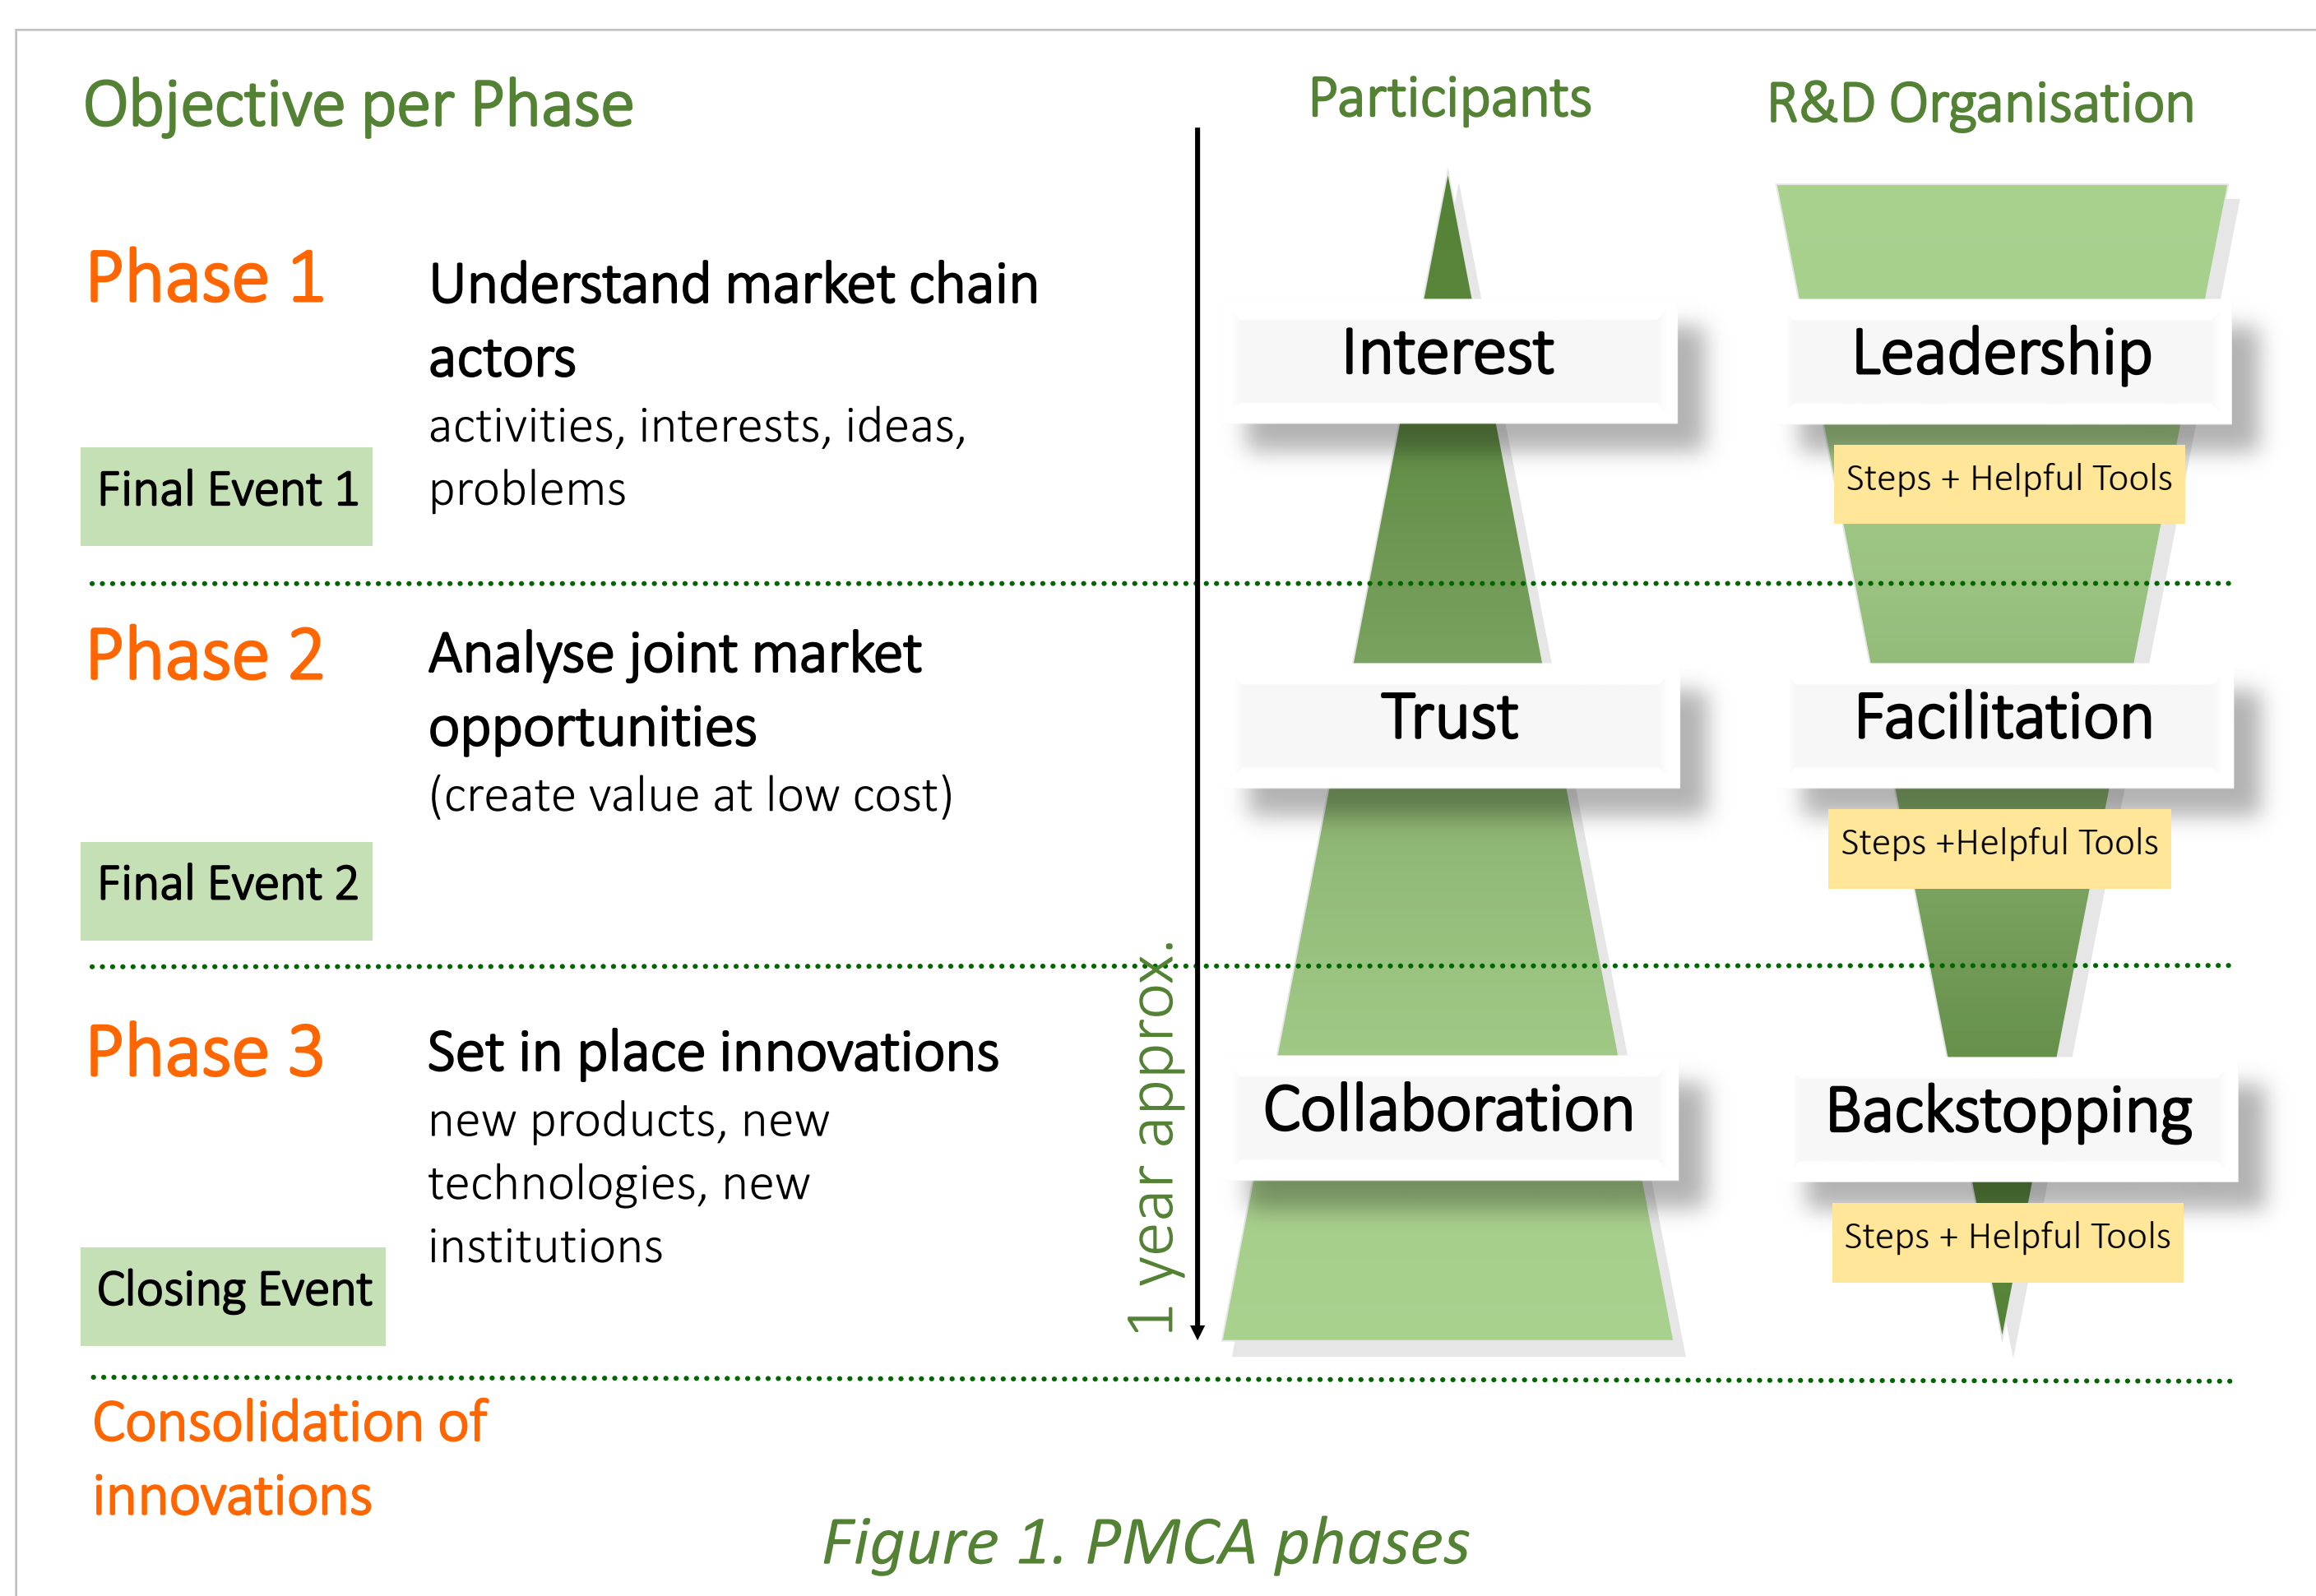 Objective per Phase
Participants
R&D Organisation
Phase 1
Understand market chain
actors
activities, interests, ideas,
problems
Final Event 1
Interest
Leadership
Steps + Helpful Tools
Phase 2
Analyse joint market
opportunities
(create value at low cost)
Final Event 2
Trust
Facilitation
Steps +Helpful Tools
Phase 3
Set in place innovations
new products, new
technologies, new
institutions
Closing Event
1 year approx.
Collaboration
Backstopping
Steps + Helpful Tools
Consolidation of
innovations
Figure 1. PMCA phases